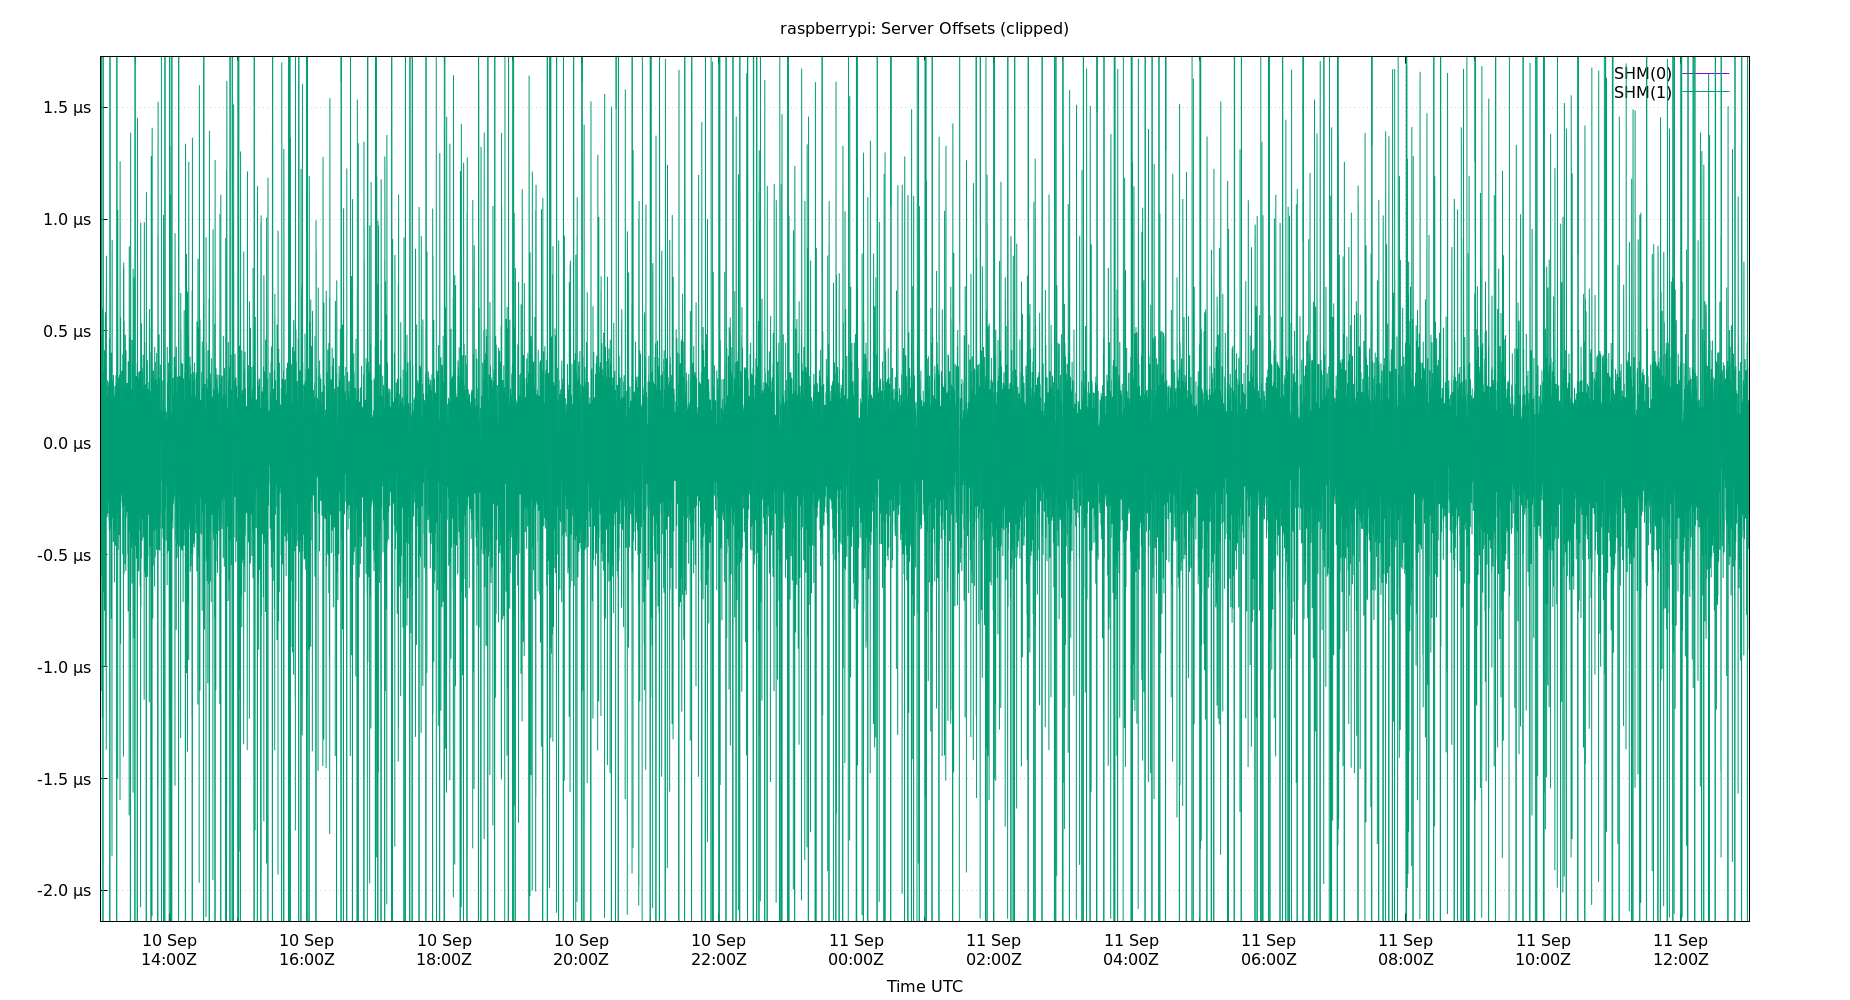 raspberrypi: Server Offsets (clipped)
SHM(0)
SHM(1)
1.5 µs
1.0 µs
0.5 µs
0.0 µs
-0.5 µs
-1.0 µs
-1.5 µs
-2.0 µs
10 Sep 10 Sep 10 Sep 10 Sep 10 Sep 11 Sep 11 Sep 11 Sep 11 Sep 11 Sep 11 Sep 11 Sep
14:00Z 16:00Z 18:00Z 20:00Z 22:00Z 00:00Z 02:00Z 04:00Z 06:00Z 08:00Z 10:00Z 12:00Z
Time UTC